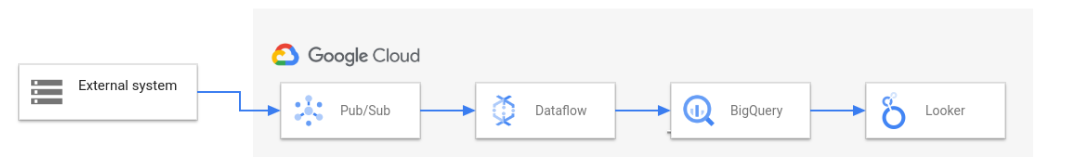 Google Cloud
External system
Pub/Sub
Dataflow
BigQuery
Looker